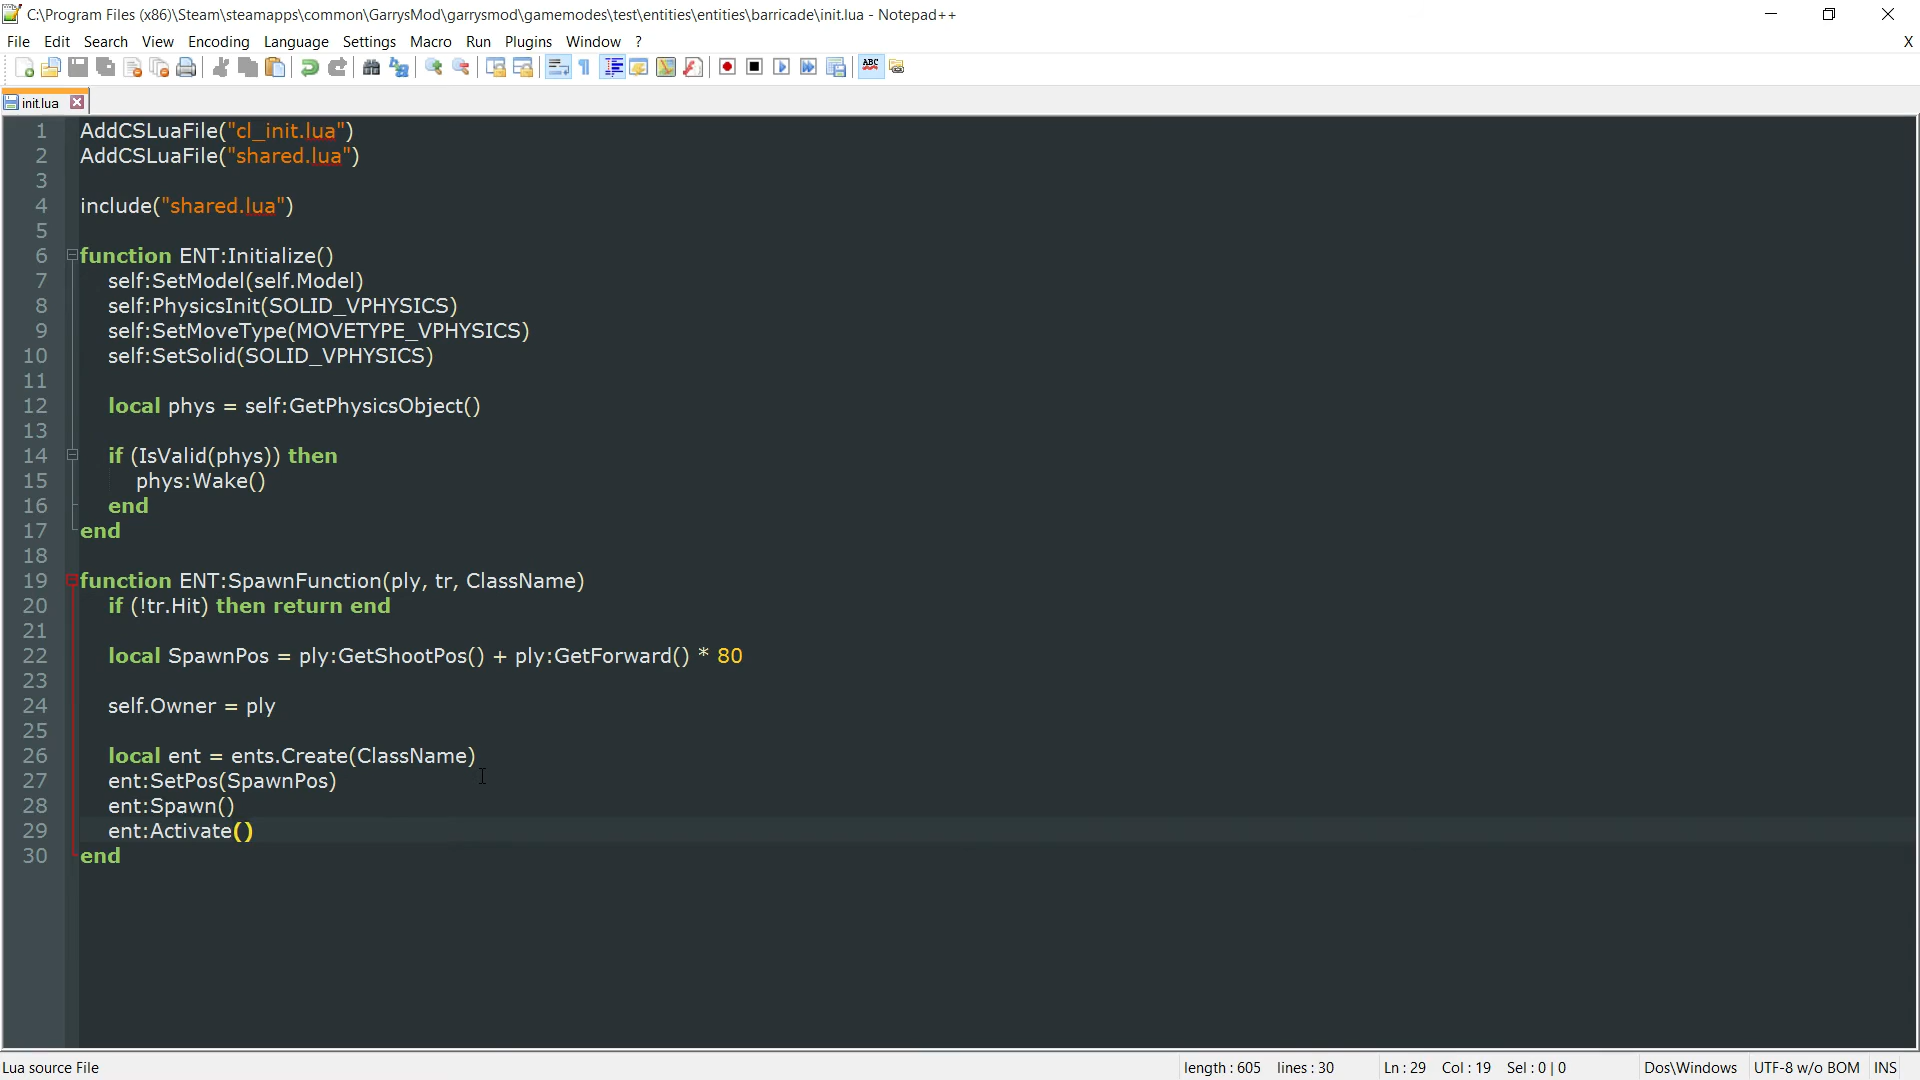 C:\Program Files (x86)\Steam\steamapps\common\GarrysMod\garrysmod\gamemodes\test\entities\entities\barricade\init.lua - Notepad++
File Edit Search View Encoding Language Settings Macro Run Plugins Window ? X
ABC
init.lua
1 AddCSLuaFile("cl_init.lua")
2 AddCSLuaFile("shared.lua")
3
4 include("shared.lua")
5
6 function ENT:Initialize()
7 self:SetModel(self.Model)
8 self:PhysicsInit(SOLID_VPHYSICS)
9 self:SetMoveType(MOVETYPE_VPHYSICS)
10 self:SetSolid(SOLID_VPHYSICS)
11
12 local phys = self:GetPhysicsObject()
13
14 if (IsValid(phys)) then
15 phys:Wake()
16 end
17 end
18
19 function ENT:SpawnFunction(ply, tr, ClassName)
20 if (!tr.Hit) then return end
21
22 local SpawnPos = ply:GetShootPos() + ply:GetForward() * 80
23
24 self.Owner = ply
25
26 local ent = ents.Create(ClassName)
27 ent:SetPos(SpawnPos)
28 ent:Spawn()
29 ent:Activate()
30 end
Lua source File length : 605 lines : 30 Ln : 29 Col : 19 Sel : 0 | 0 Dos\Windows UTF-8 w/o BOM INS